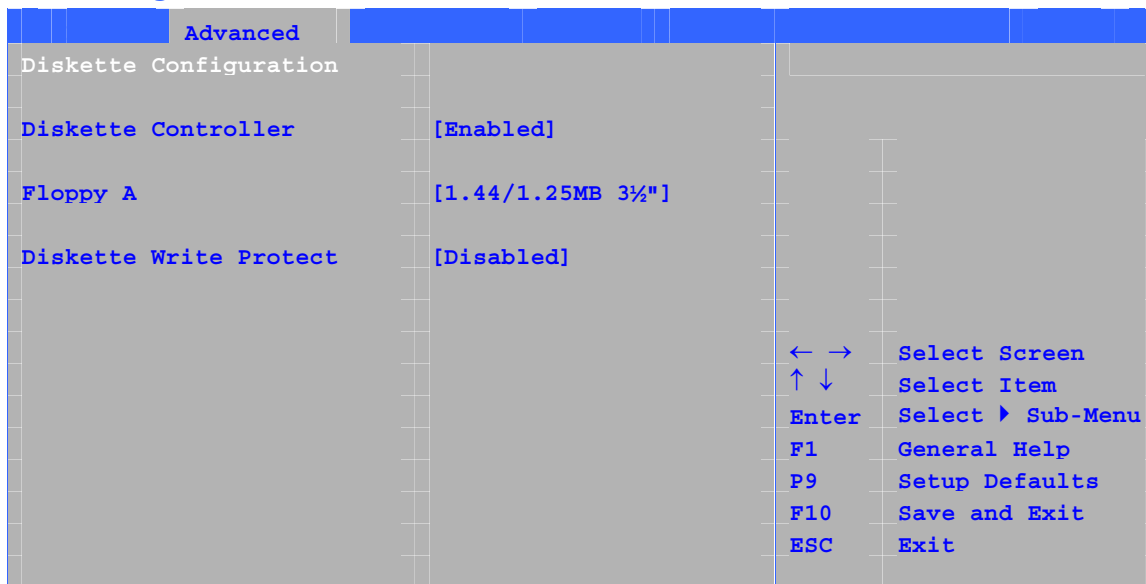 Advanced
Diskette Configuration
Diskette Controller [Enabled]
Floppy A [1.44/1.25MB 3½"]
Diskette Write Protect [Disabled]
← → Select Screen
↑ ↓ Select Item
Enter Select ▶ Sub-Menu
F1 General Help
P9 Setup Defaults
F10 Save and Exit
ESC Exit